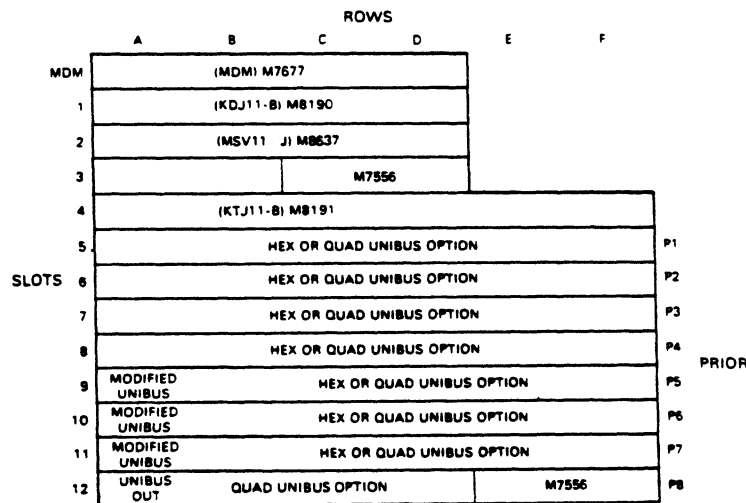 ROWS
A B C D E F
MDM (MDM) M7677
1 (KDJ11-B) M8190
2 (MSV11 J) M8637
3 M7556
4 (KTJ11-B) M8191
5 HEX OR QUAD UNIBUS OPTION P1
SLOTS 6 HEX OR QUAD UNIBUS OPTION P2
7 HEX OR QUAD UNIBUS OPTION P3
8 HEX OR QUAD UNIBUS OPTION P4
PRIOR
9 MODIFIED UNIBUS HEX OR QUAD UNIBUS OPTION P5
10 MODIFIED UNIBUS HEX OR QUAD UNIBUS OPTION P6
11 MODIFIED UNIBUS HEX OR QUAD UNIBUS OPTION P7
12 UNIBUS OUT QUAD UNIBUS OPTION M7556 P8